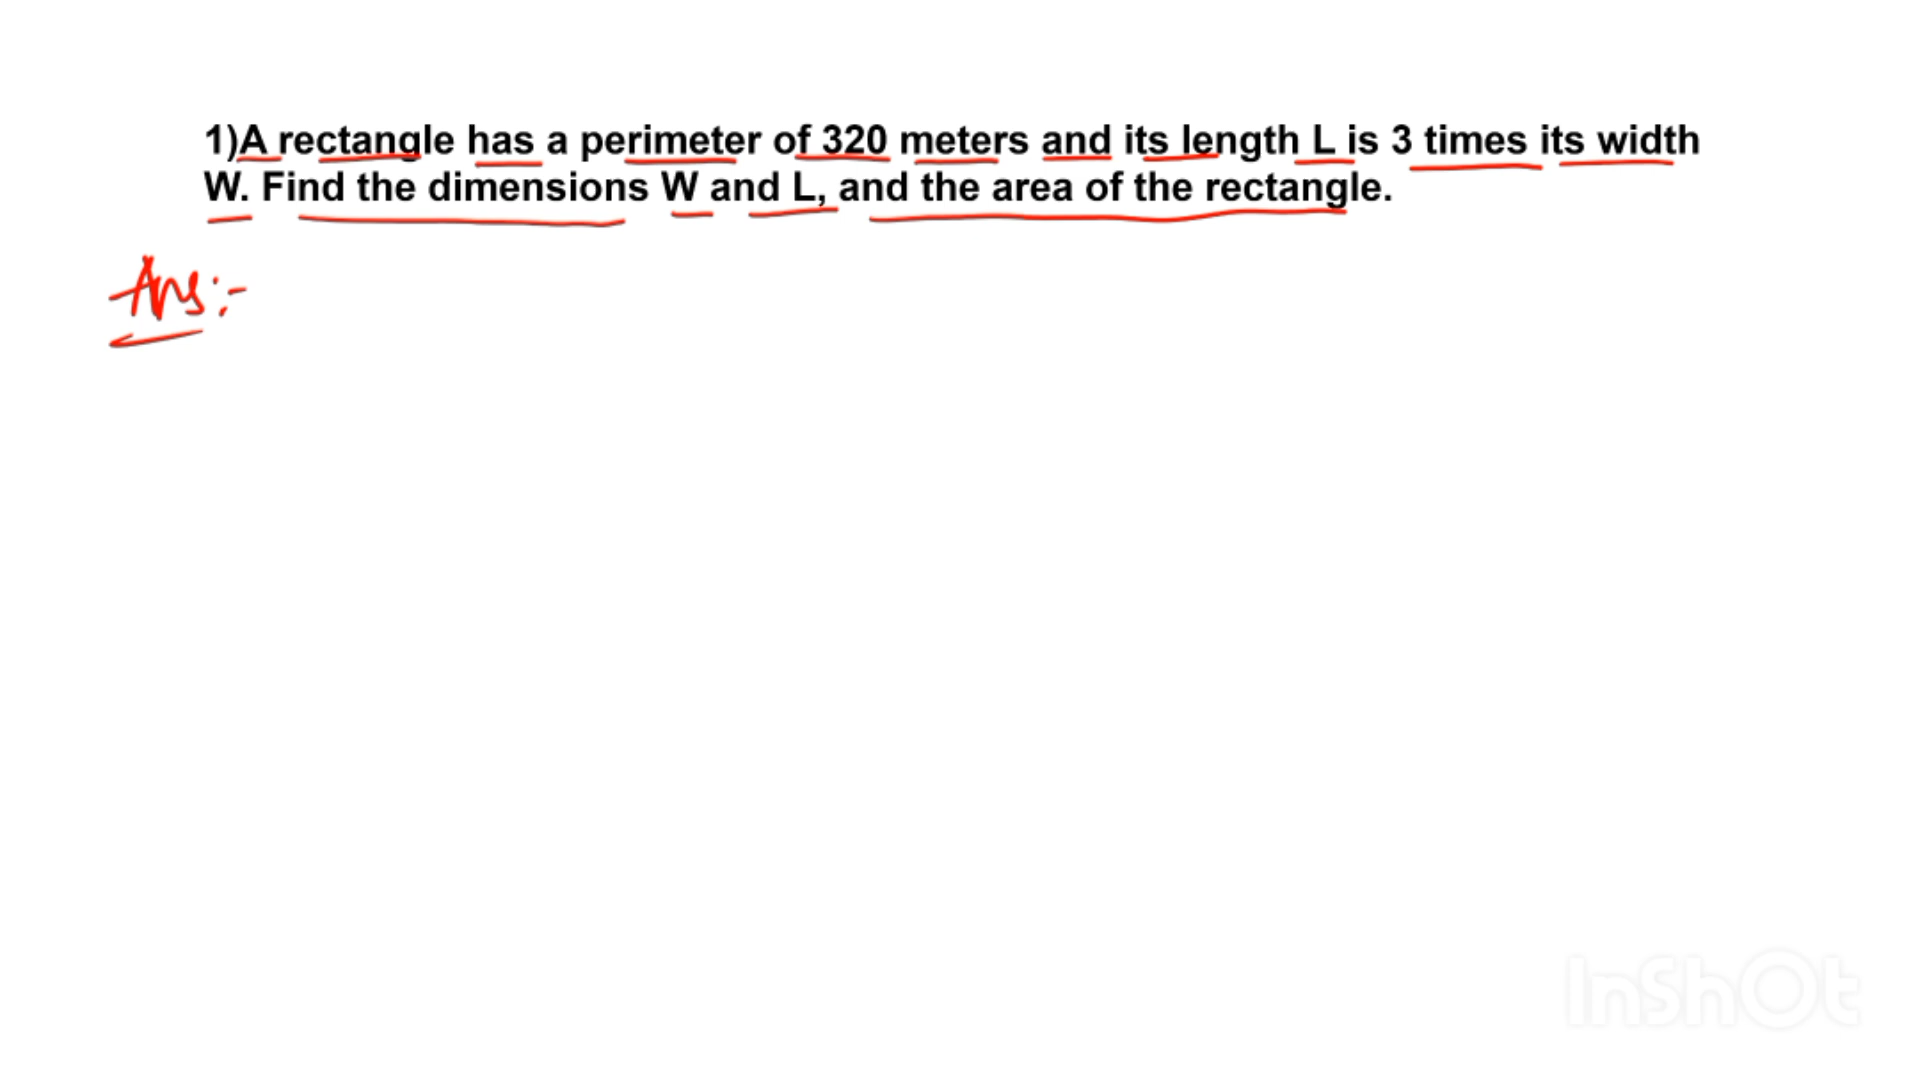 1)A rectangle has a perimeter of 320 meters and its length L is 3 times its width
W. Find the dimensions W and L, and the area of the rectangle.
Ans:-
InShOt